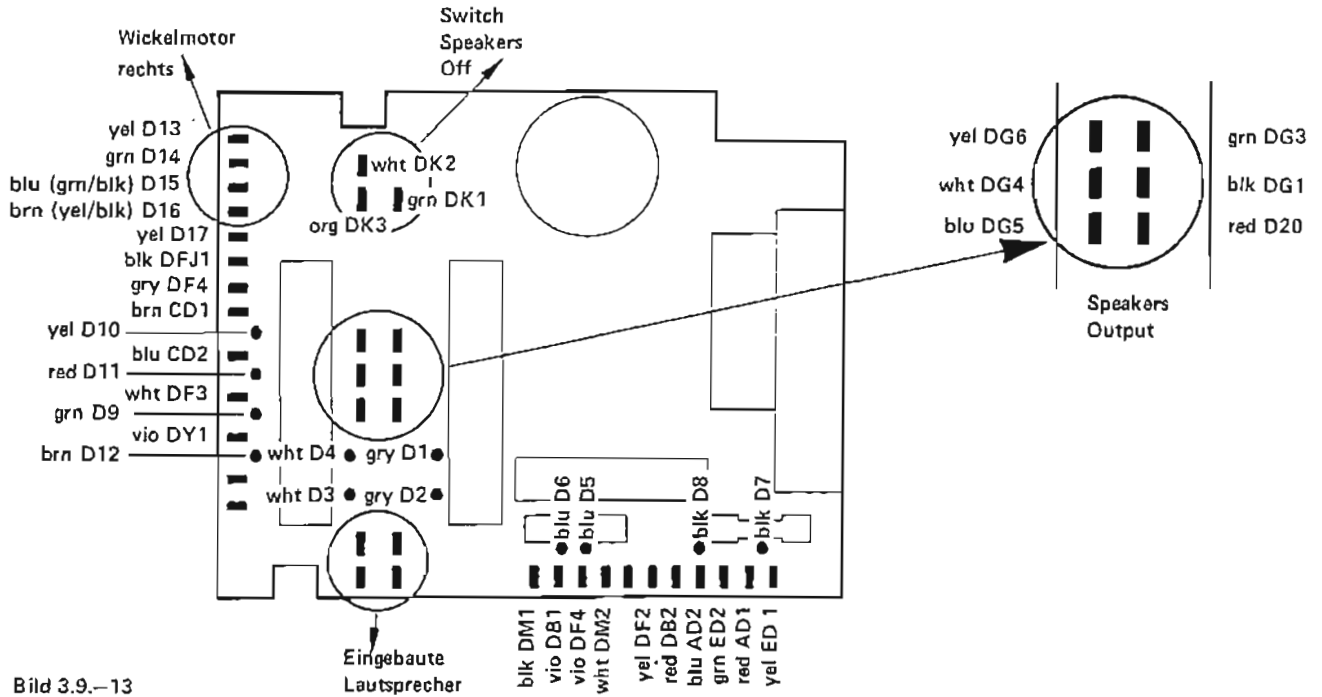 Wickelmotor
rechts
Switch
Speakers
Off
yel D13
grn D14
blu (grn/blk) D15
brn (yel/blk) D16
yel D17
blk DFJ1
gry DF4
brn CD1
yel D10
blu CD2
red D11
wht DF3
grn D9
vio DY1
brn D12
wht DK2
grn DK1
org DK3
wht D4
gry D1
wht D3
gry D2
yel DG6
grn DG3
wht DG4
blk DG1
blu DG5
red D20
Speakers
Output
blu D6
blu D5
blk D8
blk D7
blk DM1
vio DB1
vio DF4
wht DM2
yel DF2
red DB2
blu AD2
grn ED2
red AD1
yel ED1
Eingebaute
Lautsprecher
Bild 3.9.–13